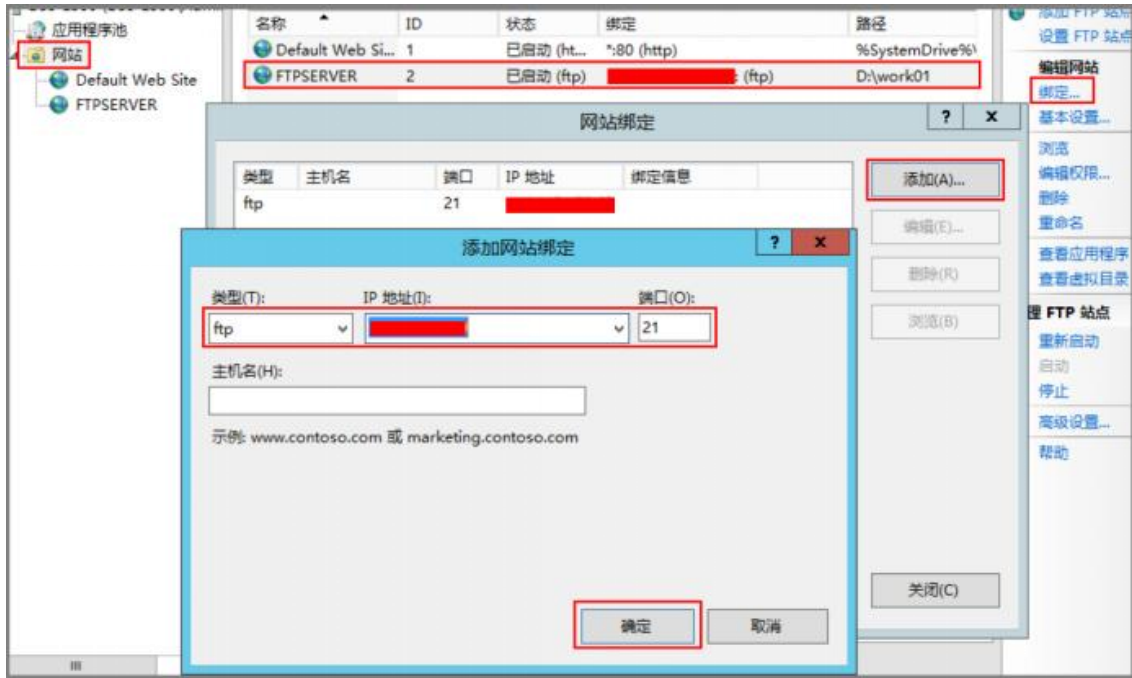 应用程序池
网站
Default Web Site
FTPSERVER
名称 ID 状态 绑定 路径
Default Web Si... 1 已启动 (ht... *:80 (http) %SystemDrive%\
FTPSERVER 2 已启动 (ftp) : (ftp) D:\work01
设置 FTP 站点
编辑网站
绑定...
基本设置...
浏览
编辑权限...
删除
重命名
查看应用程序
查看虚拟目录
理 FTP 站点
重新启动
启动
停止
高级设置...
帮助
网站绑定
? x
类型 主机名 端口 IP 地址 绑定信息
ftp 21
添加(A)...
编辑(E)...
删除(R)
浏览(B)
关闭(C)
添加网站绑定
? x
类型(T): IP 地址(I): 端口(O):
ftp 21
主机名(H):
示例: www.contoso.com 或 marketing.contoso.com
确定 取消